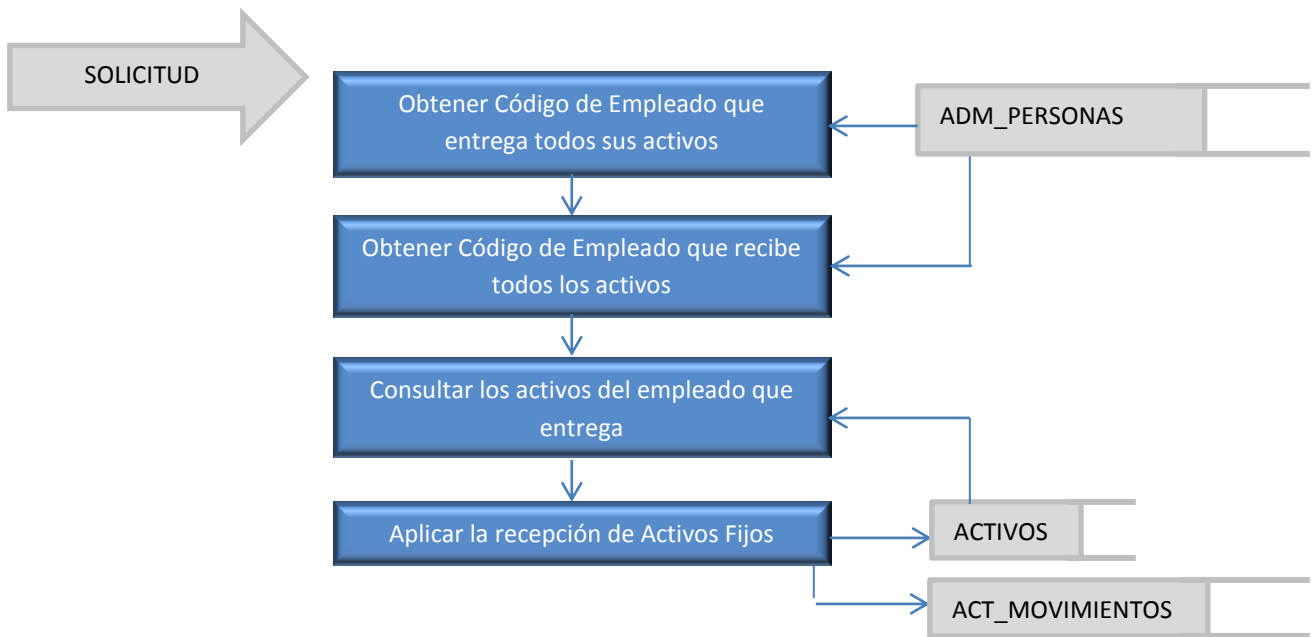 SOLICITUD
Obtener Código de Empleado que
entrega todos sus activos
ADM_PERSONAS
Obtener Código de Empleado que recibe
todos los activos
Consultar los activos del empleado que
entrega
Aplicar la recepción de Activos Fijos
ACTIVOS
ACT_MOVIMIENTOS